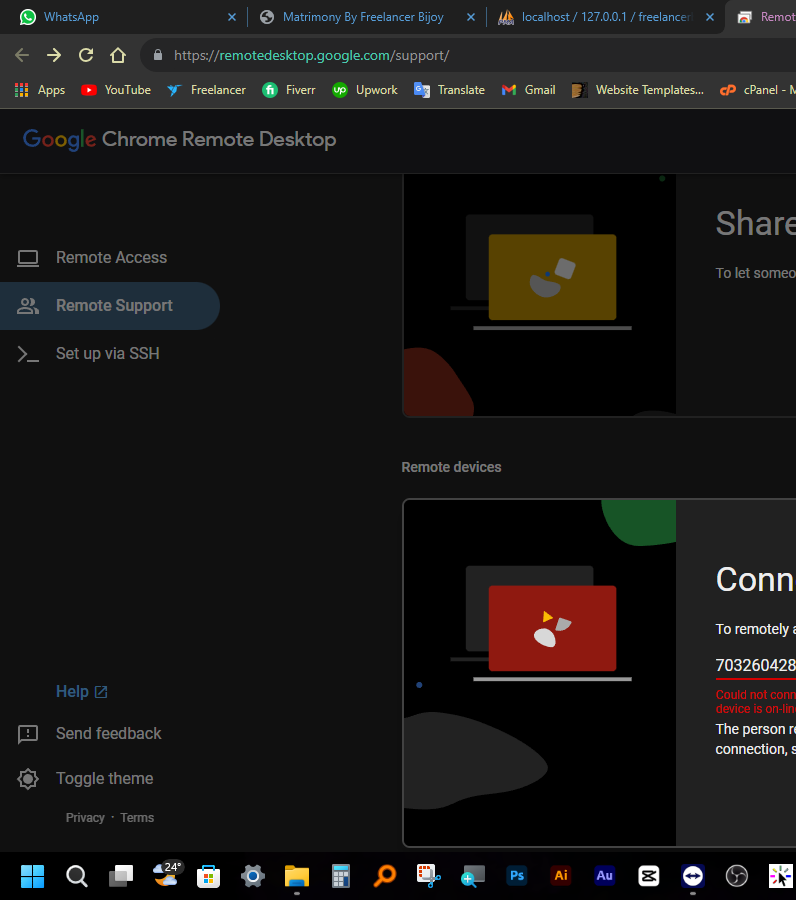 WhatsApp
Matrimony By Freelancer Bijoy
localhost / 127.0.0.1 /
https://remotedesktop.google.com/support/
Apps
YouTube
Freelancer
Fiverr
Upwork
Translate
Gmail
Website Templates...
cPanel - M
Google Chrome Remote Desktop
Share
To let someo
Remote Access
Remote Support
Set up via SSH
Remote devices
Conn
To remotely a
703260428
Could not conn
device is on-lin
The person re
connection, s
Help
Send feedback
Toggle theme
Privacy · Terms
24°
Ps
Ai
Au